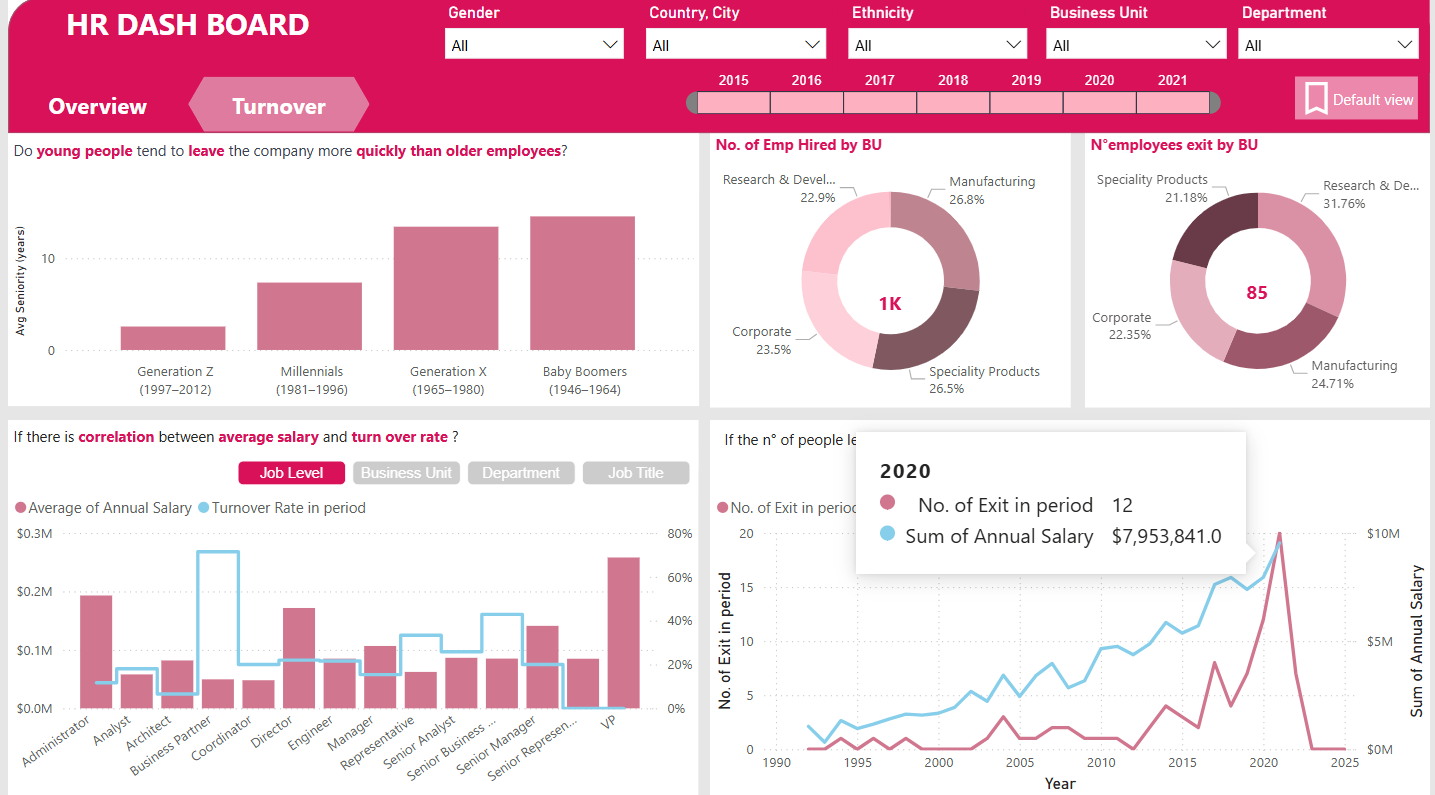 HR DASH BOARD
Gender
Country, City
Ethnicity
Business Unit
Department
All
All
All
All
All
Overview
Turnover
2015
2016
2017
2018
2019
2020
2021
Default view
Do young people tend to leave the company more quickly than older employees?
Avg Seniority (years)
10
0
Generation Z
(1997–2012)
Millennials
(1981–1996)
Generation X
(1965–1980)
Baby Boomers
(1946–1964)
No. of Emp Hired by BU
Research & Devel...
22.9%
Manufacturing
26.8%
1K
Corporate
23.5%
Speciality Products
26.5%
N°employees exit by BU
Speciality Products
21.18%
Research & De...
31.76%
85
Corporate
22.35%
Manufacturing
24.71%
If there is correlation between average salary and turn over rate ?
Job Level
Business Unit
Department
Job Title
Average of Annual Salary
Turnover Rate in period
$0.3M
$0.2M
$0.1M
$0.0M
80%
60%
40%
20%
0%
Administrator
Analyst
Architect
Business Partner
Coordinator
Director
Engineer
Manager
Representative
Senior Analyst
Senior Business ...
Senior Manager
Senior Represen...
VP
If the n° of people le
2020
No. of Exit in period 12
Sum of Annual Salary $7,953,841.0
No. of Exit in period
No. of Exit in period
20
15
10
5
0
$10M
$5M
$0M
Sum of Annual Salary
1990
1995
2000
2005
2010
2015
2020
2025
Year